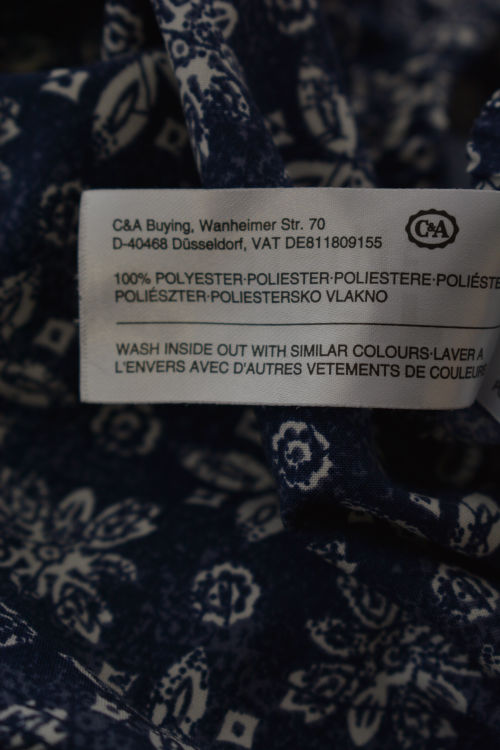 C&A Buying, Wanheimer Str. 70
C&A
D-40468 Düsseldorf, VAT DE811809155
100% POLYESTER·POLIESTER·POLIESTERE·POLIÉSTE
POLIÉSZTER·POLIESTERSKO VLAKNO
WASH INSIDE OUT WITH SIMILAR COLOURS·LAVER A
L'ENVERS AVEC D'AUTRES VETEMENTS DE COULEUR